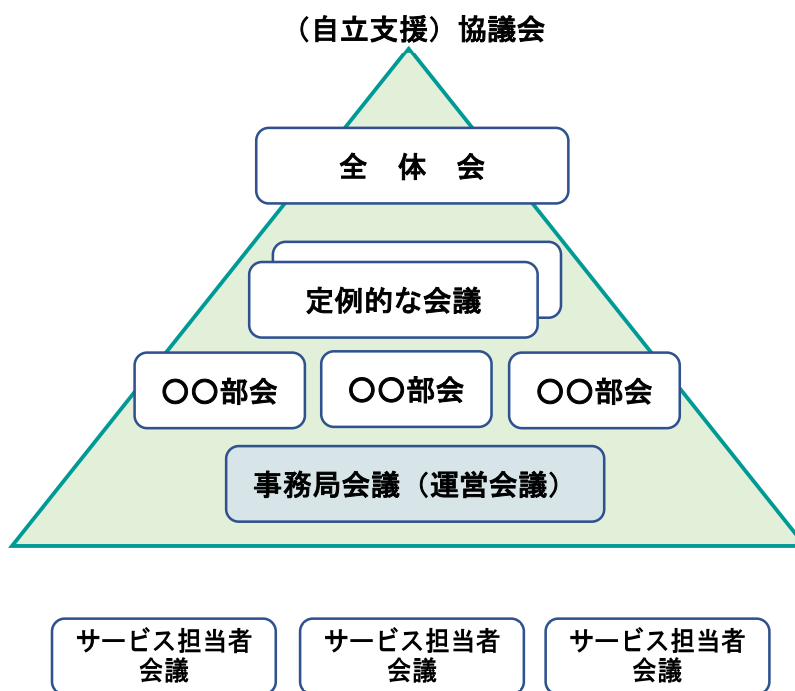 （自立支援）協議会
全　体　会
定例的な会議
〇〇部会
〇〇部会
〇〇部会
事務局会議（運営会議）
サービス担当者
会議
サービス担当者
会議
サービス担当者
会議